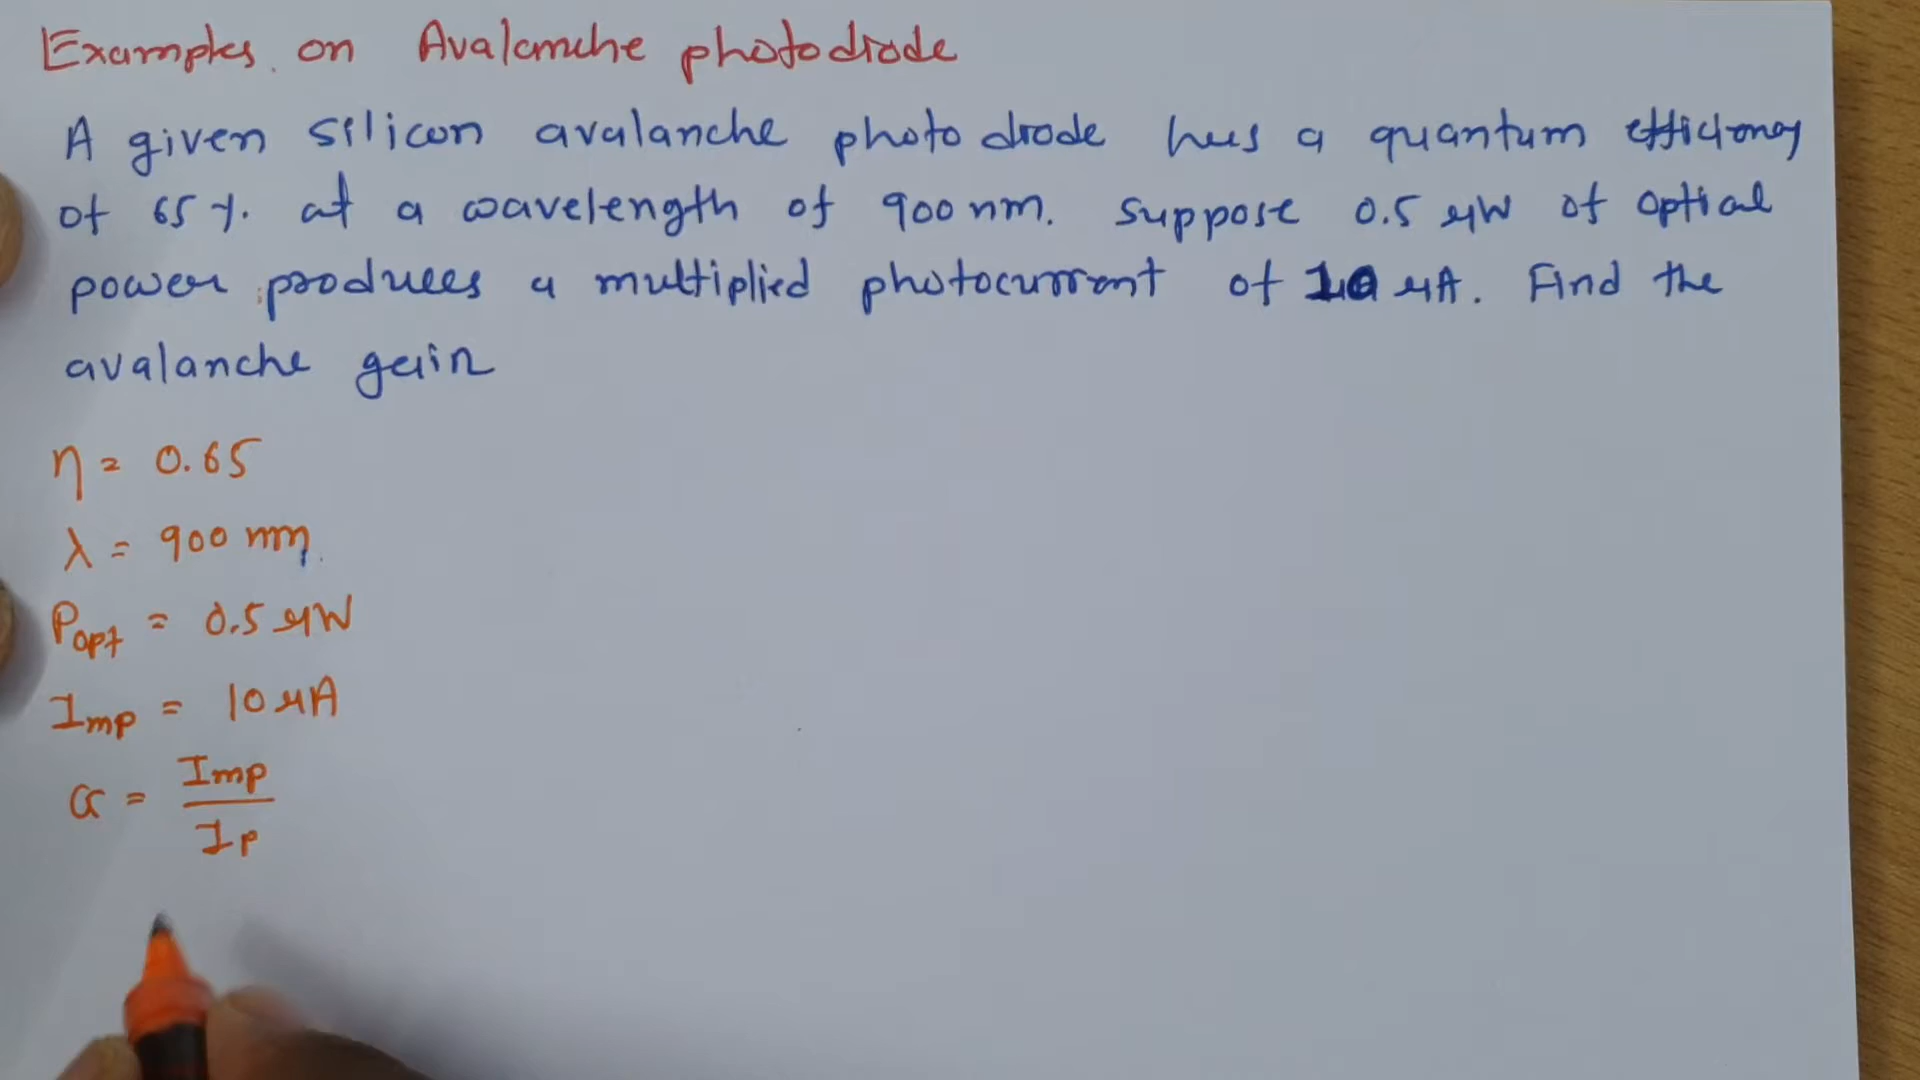 Examples on Avalanche photodiode
A given silicon avalanche photo diode has a quantum efficiency
of 65 %. at a wavelength of 900 nm. Suppose 0.5 μW of optical
power produces a multiplied photocurrent of 10 μA. Find the
avalanche gain
η = 0.65
λ = 900 nm
Popt = 0.5 μW
Imp = 10 μA
G = Imp
Ip